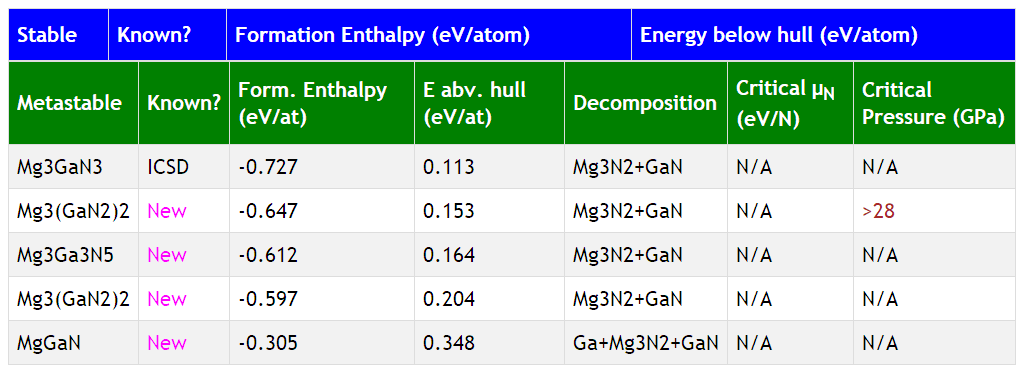 Stable Known? Formation Enthalpy (eV/atom) Energy below hull (eV/atom)
Metastable Known? Form. Enthalpy (eV/at) E abv. hull (eV/at) Decomposition Critical μN (eV/N) Critical Pressure (GPa)
Mg3GaN3 ICSD -0.727 0.113 Mg3N2+GaN N/A N/A
Mg3(GaN2)2 New -0.647 0.153 Mg3N2+GaN N/A >28
Mg3Ga3N5 New -0.612 0.164 Mg3N2+GaN N/A N/A
Mg3(GaN2)2 New -0.597 0.204 Mg3N2+GaN N/A N/A
MgGaN New -0.305 0.348 Ga+Mg3N2+GaN N/A N/A